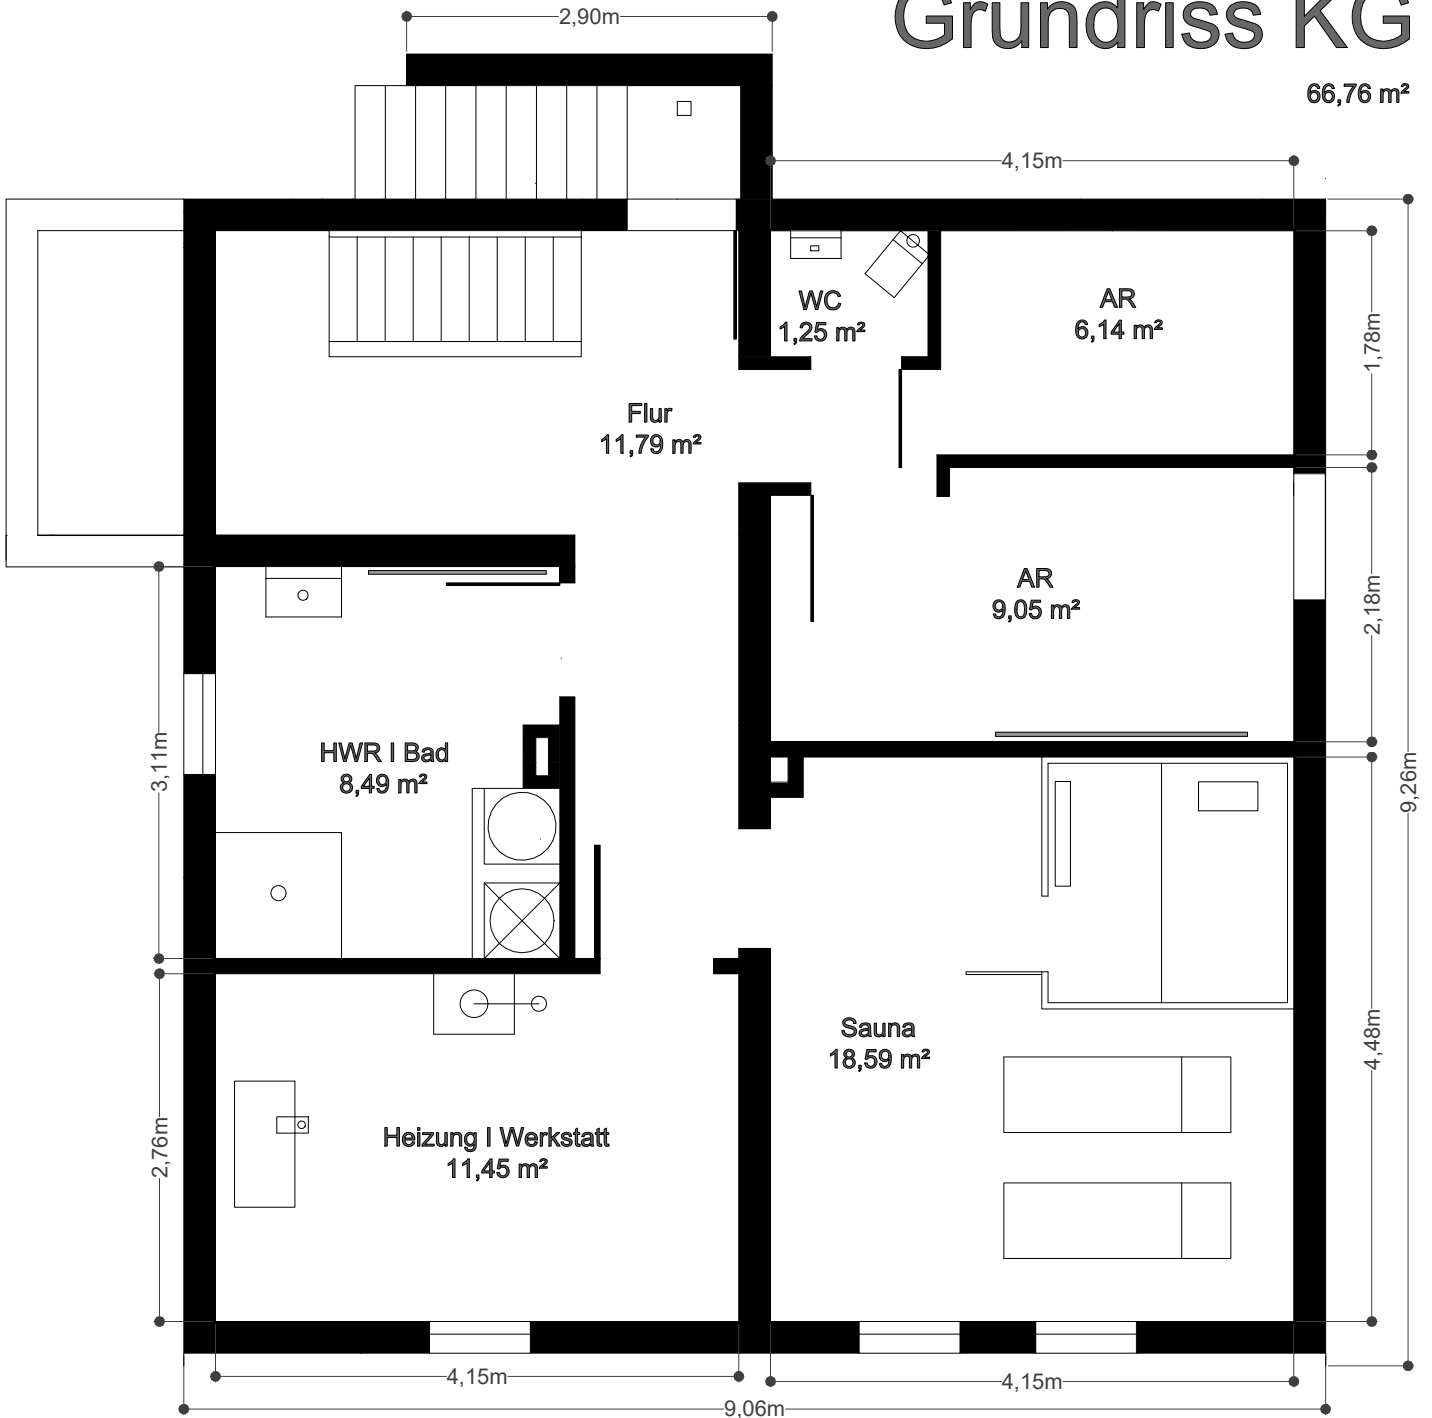 Grundriss KG
66,76 m²
2,90m
4,15m
WC
1,25 m²
AR
6,14 m²
1,78m
Flur
11,79 m²
AR
9,05 m²
2,18m
HWR I Bad
8,49 m²
3,11m
9,26m
Sauna
18,59 m²
4,48m
Heizung I Werkstatt
11,45 m²
2,76m
4,15m
4,15m
9,06m